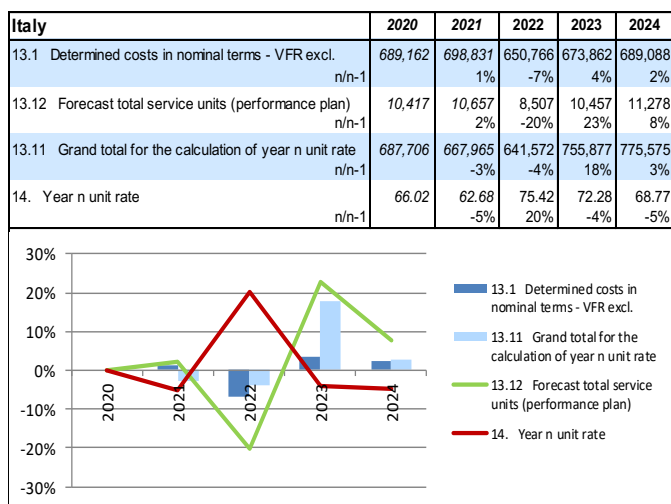 Italy 2020 2021 2022 2023 2024
13.1 Determined costs in nominal terms - VFR excl. 689,162 698,831 650,766 673,862 689,088
n/n-1 1% -7% 4% 2%
13.12 Forecast total service units (performance plan) 10,417 10,657 8,507 10,457 11,278
n/n-1 2% -20% 23% 8%
13.11 Grand total for the calculation of year n unit rate 687,706 667,965 641,572 755,877 775,575
n/n-1 -3% -4% 18% 3%
14. Year n unit rate 66.02 62.68 75.42 72.28 68.77
n/n-1 -5% 20% -4% -5%
30%
20%
10%
0%
-10%
-20%
-30%
2020
2021
2022
2023
2024
13.1 Determined costs in
nominal terms - VFR excl.
13.11 Grand total for the
calculation of year n unit rate
13.12 Forecast total service
units (performance plan)
14. Year n unit rate